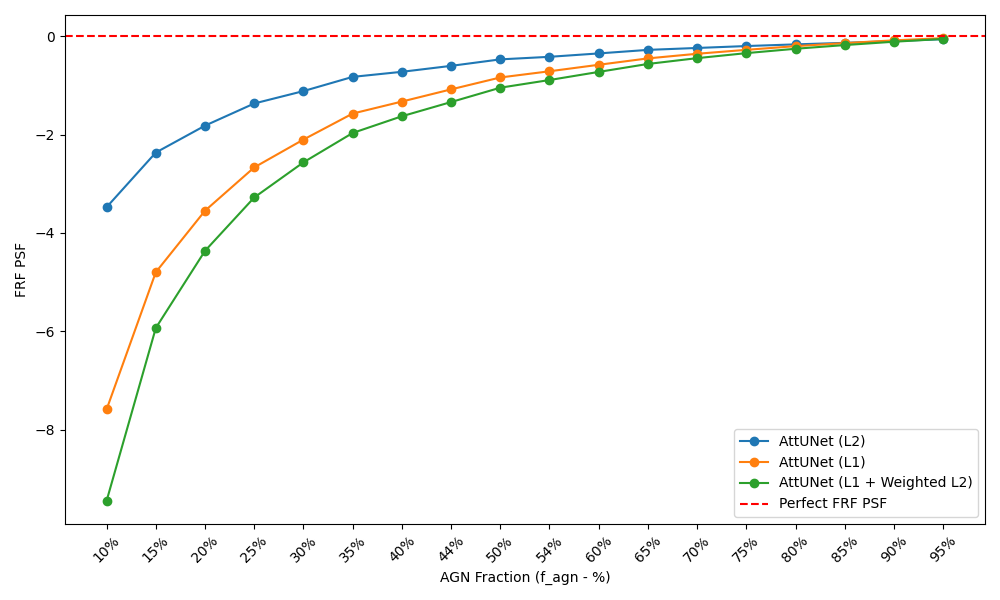 FRF PSF
0
−2
−4
−6
−8
AttUNet (L2)
AttUNet (L1)
AttUNet (L1 + Weighted L2)
Perfect FRF PSF
10% 15% 20% 25% 30% 35% 40% 44% 50% 54% 60% 65% 70% 75% 80% 85% 90% 95%
AGN Fraction (f_agn - %)